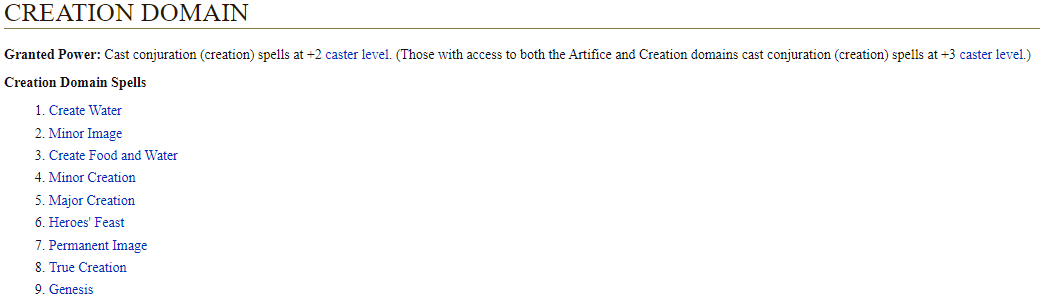 CREATION DOMAIN
Granted Power: Cast conjuration (creation) spells at +2 caster level. (Those with access to both the Artifice and Creation domains cast conjuration (creation) spells at +3 caster level.)
Creation Domain Spells
1. Create Water
2. Minor Image
3. Create Food and Water
4. Minor Creation
5. Major Creation
6. Heroes' Feast
7. Permanent Image
8. True Creation
9. Genesis